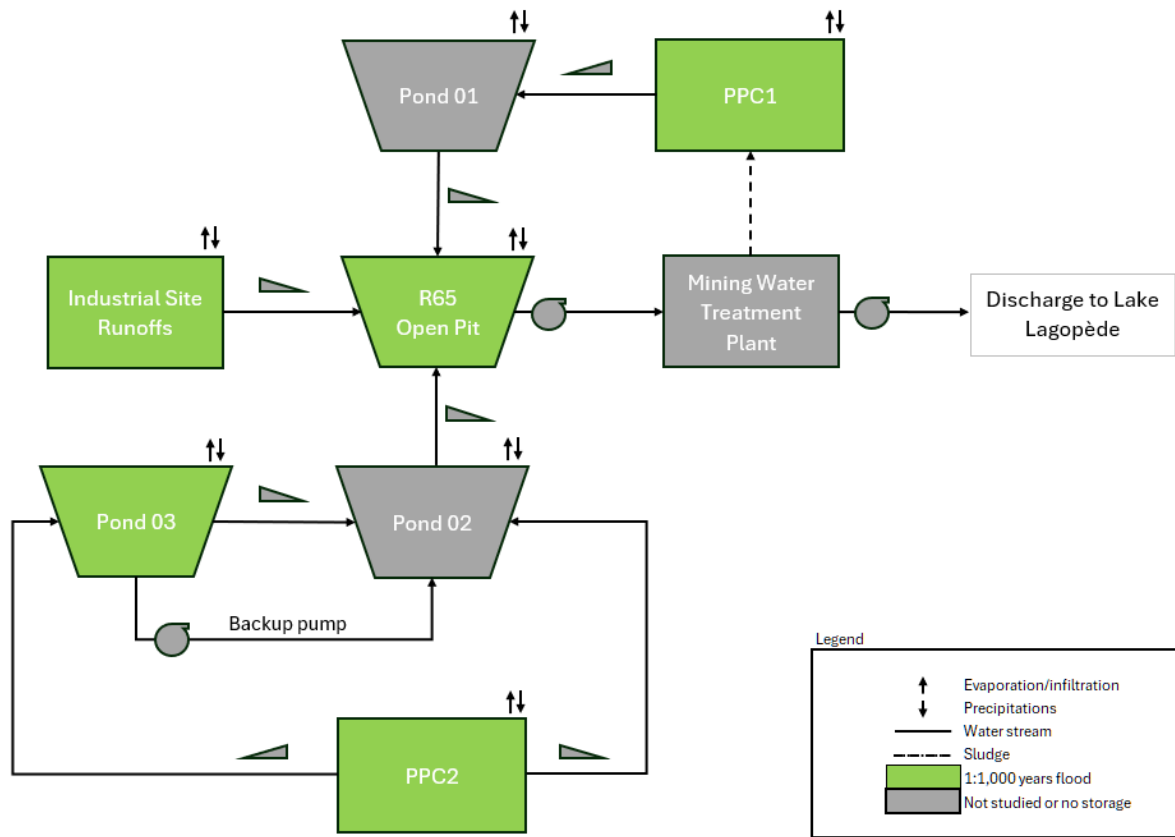 Pond 01
PPC1
Industrial Site
Runoffs
R65
Open Pit
Mining Water
Treatment
Plant
Discharge to Lake
Lagopède
Pond 03
Pond 02
Backup pump
PPC2
Legend
Evaporation/infiltration
Precipitations
Water stream
Sludge
1:1,000 years flood
Not studied or no storage